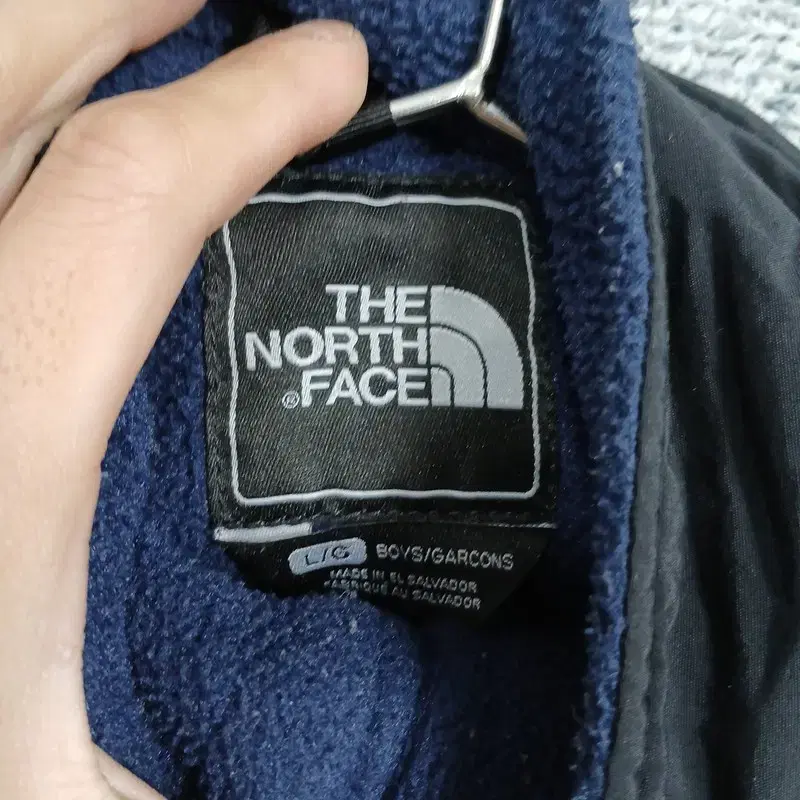 THE
NORTH
®FACE
L/G BOYS/GARCONS
MADE IN EL SALVADOR
FABRIQUE AU SALVADOR